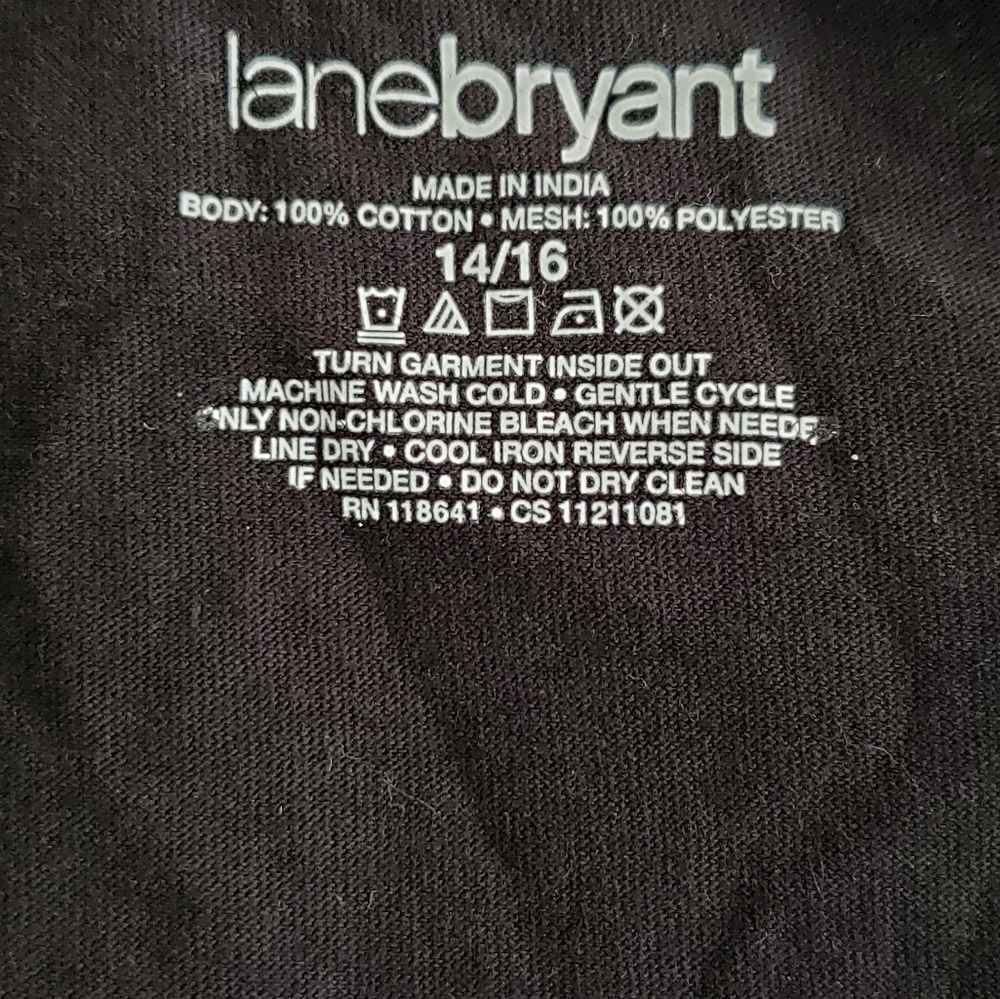 lanebryant
MADE IN INDIA
BODY: 100% COTTON • MESH: 100% POLYESTER
14/16
TURN GARMENT INSIDE OUT
MACHINE WASH COLD • GENTLE CYCLE
ONLY NON-CHLORINE BLEACH WHEN NEEDED
LINE DRY • COOL IRON REVERSE SIDE
IF NEEDED • DO NOT DRY CLEAN
RN 118641 • CS 11211081